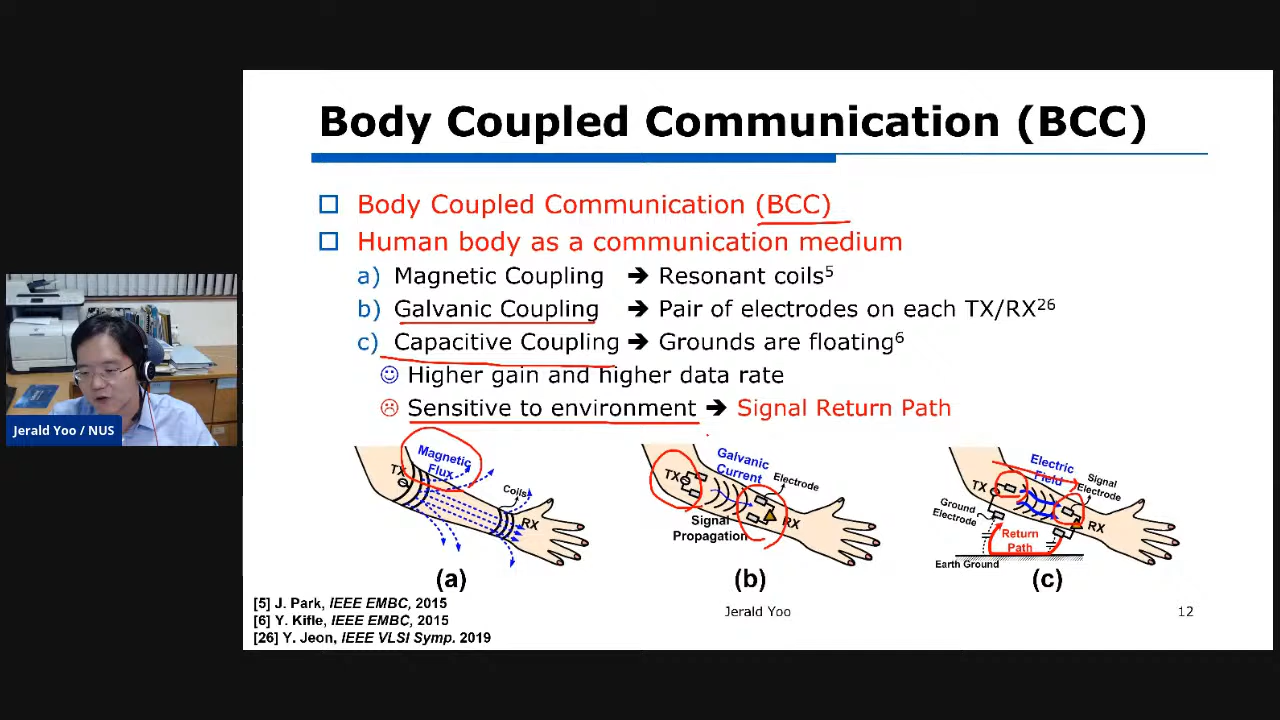 Body Coupled Communication (BCC)
Body Coupled Communication (BCC)
Human body as a communication medium
a) Magnetic Coupling → Resonant coils⁵
b) Galvanic Coupling → Pair of electrodes on each TX/RX²⁶
c) Capacitive Coupling → Grounds are floating⁶
Higher gain and higher data rate
Sensitive to environment → Signal Return Path
Jerald Yoo / NUS
Magnetic
Flux
TX
Coils
RX
(a)
Galvanic
Current
TX
Electrode
RX
Signal
Propagation
(b)
Electric
Field
Signal
Electrode
TX
Ground
Electrode
RX
Return
Path
Earth Ground
(c)
[5] J. Park, IEEE EMBC, 2015
[6] Y. Kifle, IEEE EMBC, 2015
[26] Y. Jeon, IEEE VLSI Symp. 2019
Jerald Yoo
12